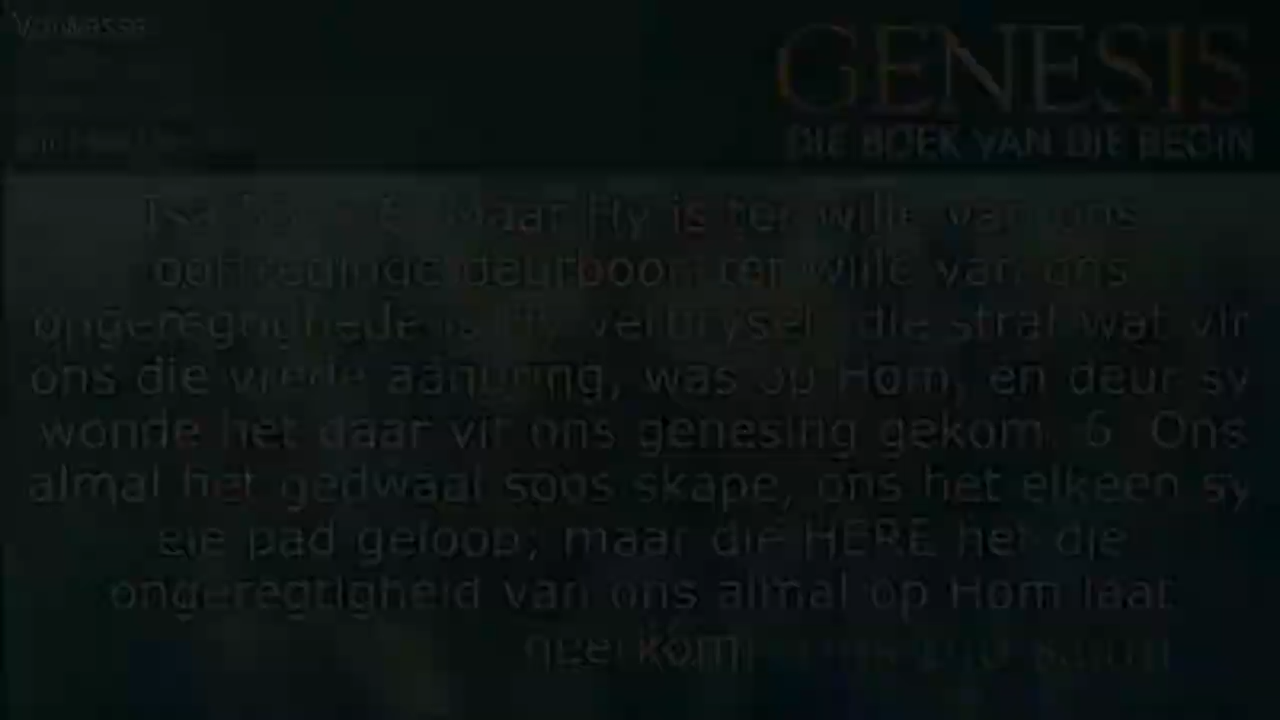 Volwasse
GENESIS
DIE BOEK VAN DIE BEGIN
Maar Hy is ter wille van ons
oortredinge deurboor, ter wille van ons
ongeregtighede is Hy verbrysel; die straf wat vir
ons die vrede aanbring, was op Hom, en deur sy
wonde het daar vir ons genesing gekom. 6 Ons
almal het gedwaal soos skape, ons het elkeen sy
eie pad geloop; maar die HERE het die
ongeregtigheid van ons almal op Hom laat
neerkom